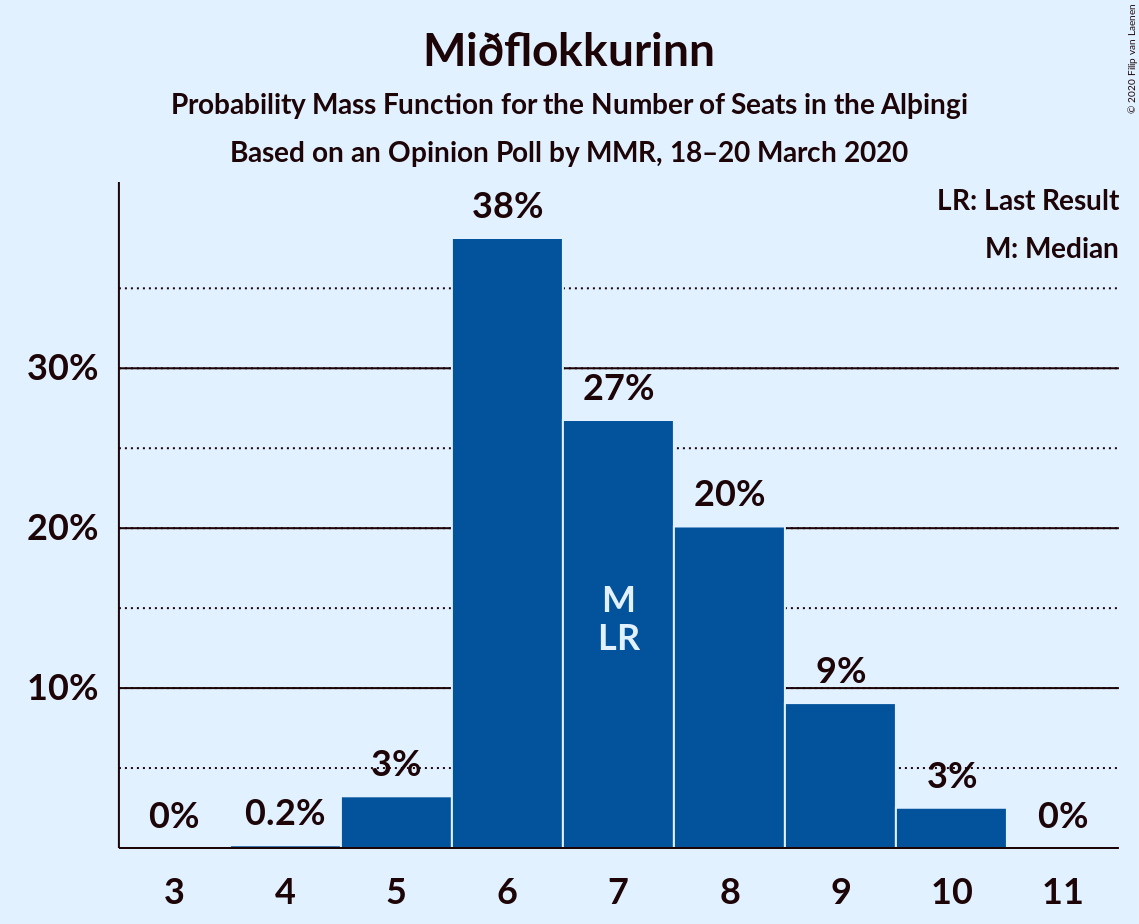 Miðflokkurinn
Probability Mass Function for the Number of Seats in the Alþingi
Based on an Opinion Poll by MMR, 18–20 March 2020
© 2020 Filip van Laenen
LR: Last Result
M: Median
38%
30%
27%
20%
20%
M
LR
10%
9%
3%
3%
0%
0.2%
0%
3 4 5 6 7 8 9 10 11